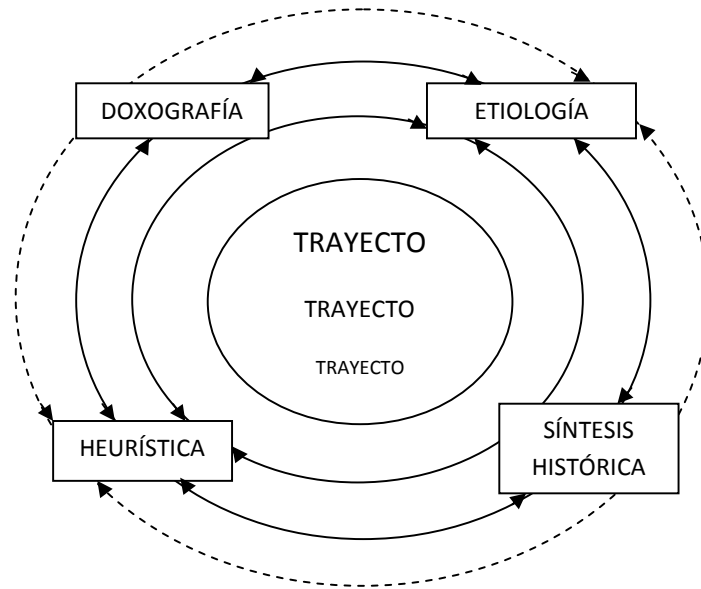 DOXOGRAFÍA
ETIOLOGÍA
TRAYECTO
TRAYECTO
TRAYECTO
HEURÍSTICA
SÍNTESIS
HISTÓRICA